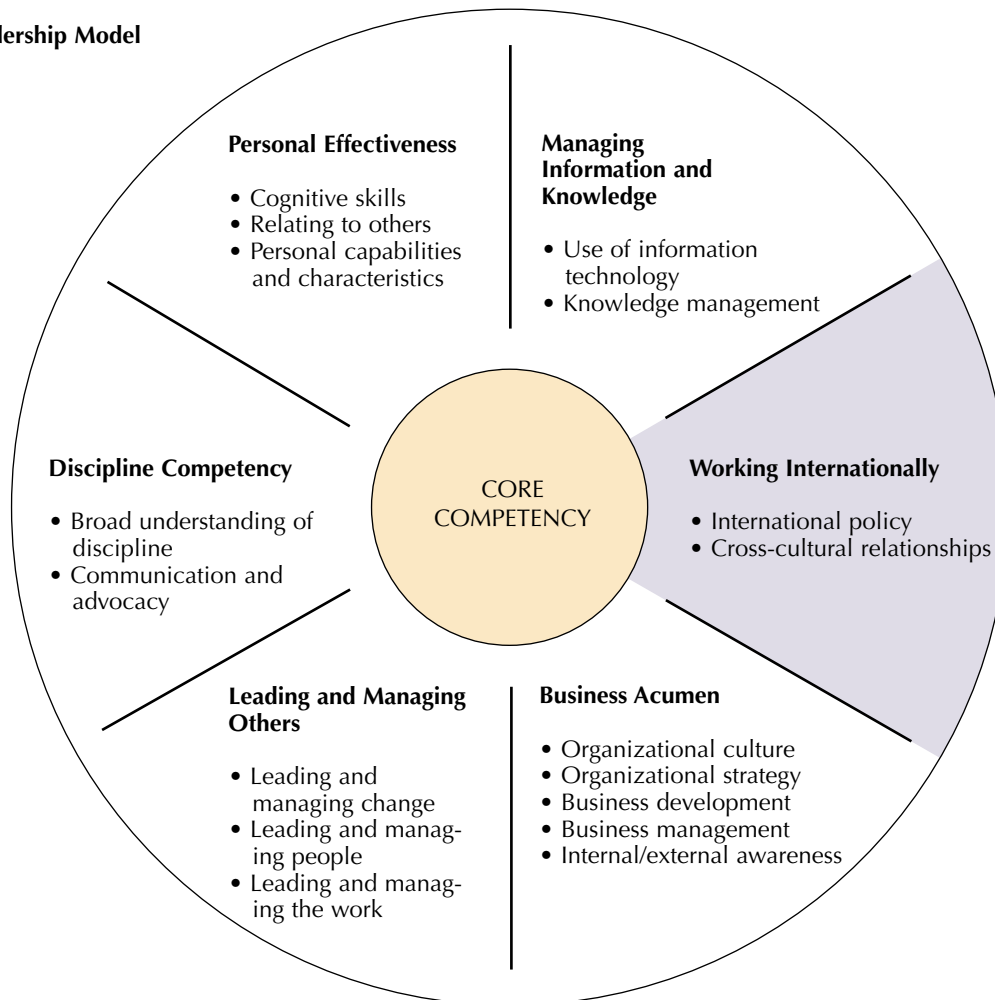 dership Model
Personal Effectiveness
• Cognitive skills
• Relating to others
• Personal capabilities
and characteristics
Managing
Information and
Knowledge
• Use of information
technology
• Knowledge management
Discipline Competency
• Broad understanding of
discipline
• Communication and
advocacy
CORE
COMPETENCY
Working Internationally
• International policy
• Cross-cultural relationships
Leading and Managing
Others
• Leading and
managing change
• Leading and manag-
ing people
• Leading and manag-
ing the work
Business Acumen
• Organizational culture
• Organizational strategy
• Business development
• Business management
• Internal/external awareness